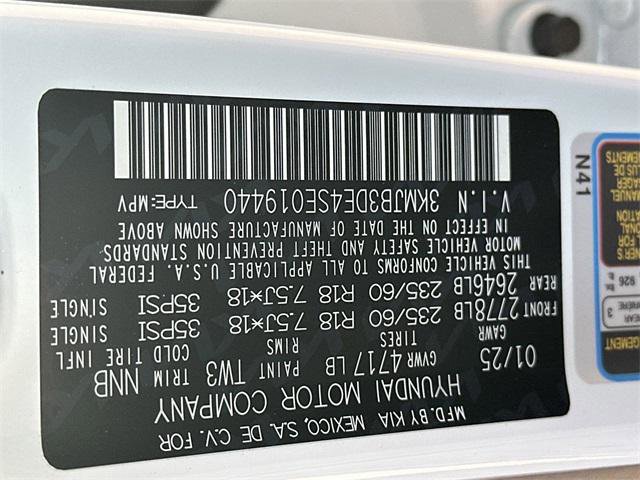 MFD. BY KIA MEXICO, S.A. DE C.V. FOR
HYUNDAI MOTOR COMPANY
01/25 GVWR 4717 LB PAINT TW3 TRIM NNB
GAWR TIRES RIMS COLD TIRE INFL
FRONT 2778LB 235/60 R18 7.5J×18 35PSI SINGLE
REAR 2646LB 235/60 R18 7.5J×18 35PSI SINGLE
THIS VEHICLE CONFORMS TO ALL APPLICABLE U.S.A. FEDERAL
MOTOR VEHICLE SAFETY AND THEFT PREVENTION STANDARDS
IN EFFECT ON THE DATE OF MANUFACTURE SHOWN ABOVE
V.I.N 3KMJB3DE4SE019440 TYPE: MPV
N41
926
3